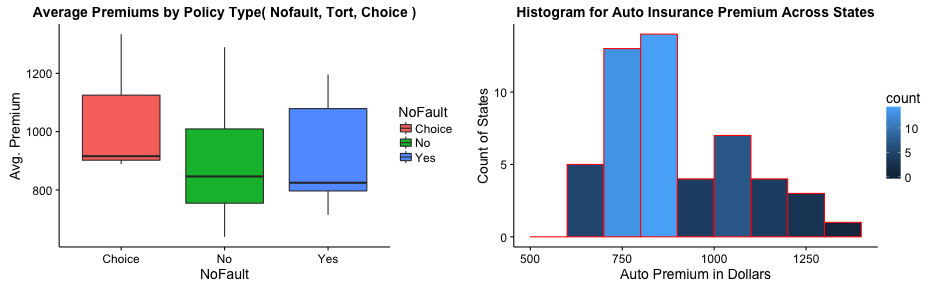 Average Premiums by Policy Type( Nofault, Tort, Choice )
1200
1000
800
Avg. Premium
Choice
No
Yes
NoFault
NoFault
Choice
No
Yes
Histogram for Auto Insurance Premium Across States
10
5
0
Count of States
500
750
1000
1250
Auto Premium in Dollars
count
10
5
0